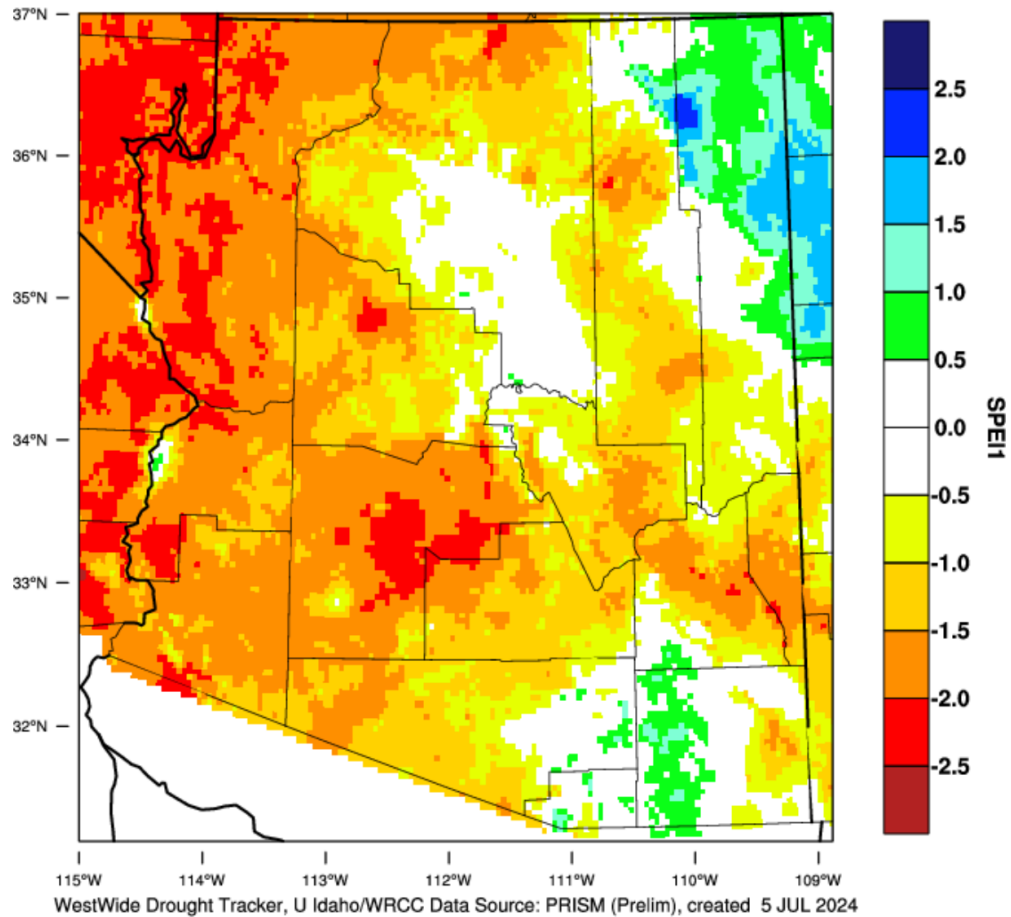 37°N
36°N
35°N
34°N
33°N
32°N
115°W 114°W 113°W 112°W 111°W 110°W 109°W
2.5
2.0
1.5
1.0
0.5
0.0
-0.5
-1.0
-1.5
-2.0
-2.5
SPEI1
WestWide Drought Tracker, U Idaho/WRCC Data Source: PRISM (Prelim), created 5 JUL 2024